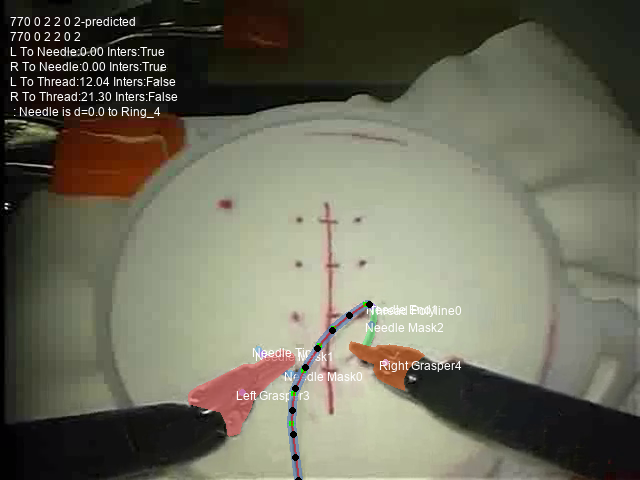 770 0 2 2 0 2-predicted
770 0 2 2 0 2
L To Needle:0.00 Inters:True
R To Needle:0.00 Inters:True
L To Thread:12.04 Inters:False
R To Thread:21.30 Inters:False
: Needle is d=0.0 to Ring_4
Needle Mask2
Right Grasper4
Needle Mask0